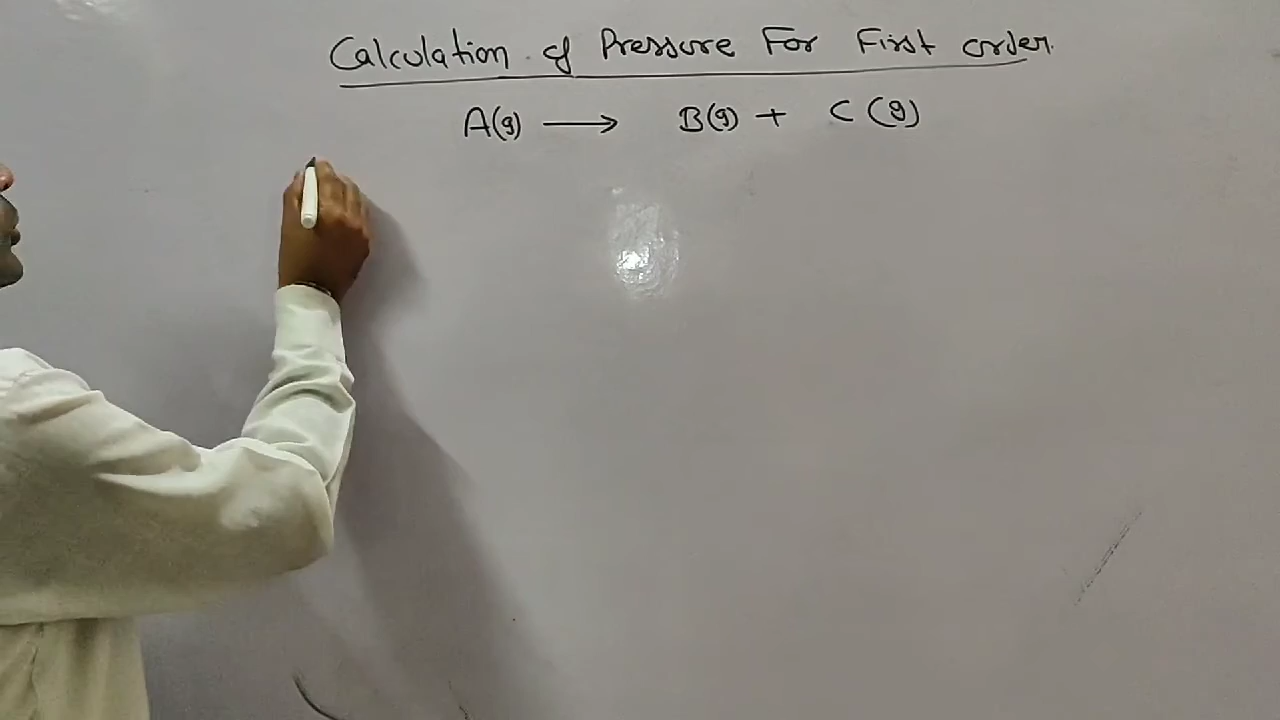 Calculation of Pressure For First order.
A(g) ⟶ B(g) + C (g)